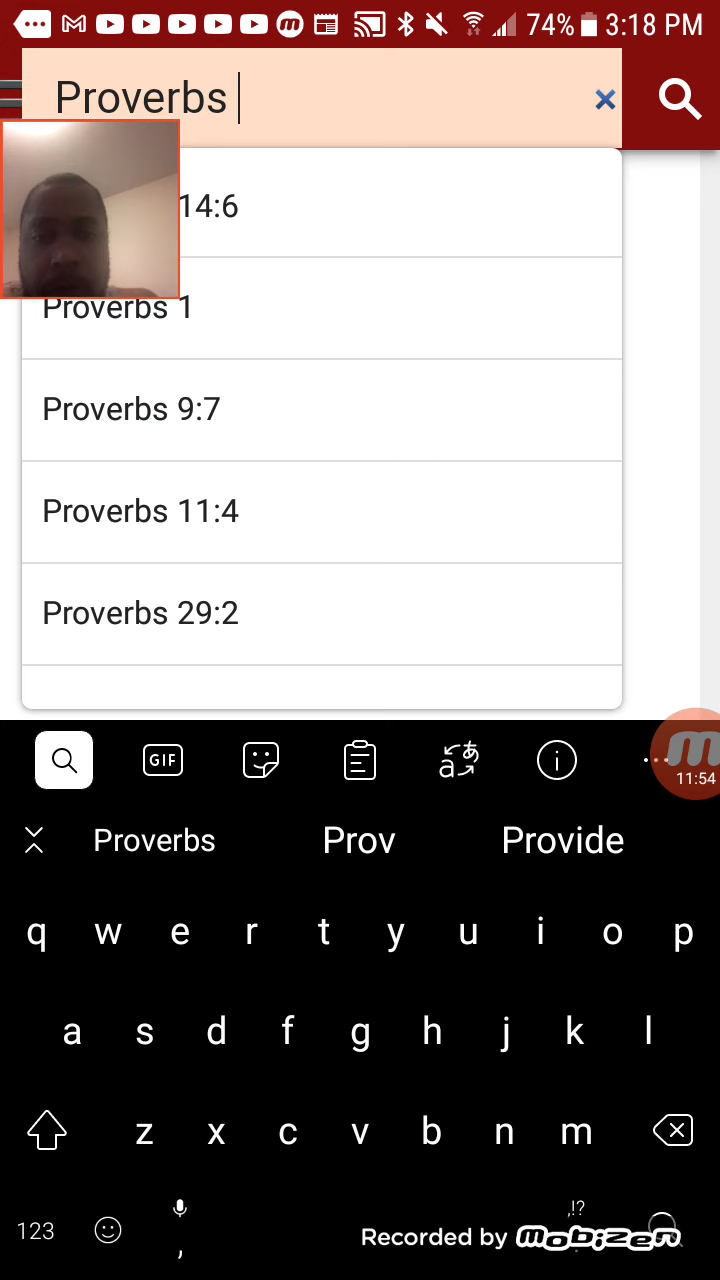 74% 3:18 PM
Proverbs
14:6
Proverbs 1
Proverbs 9:7
Proverbs 11:4
Proverbs 29:2
GIF
11:54
Proverbs Prov Provide
q w e r t y u i o p
a s d f g h j k l
z x c v b n m
,!?
123 ,
Recorded by Mobizen